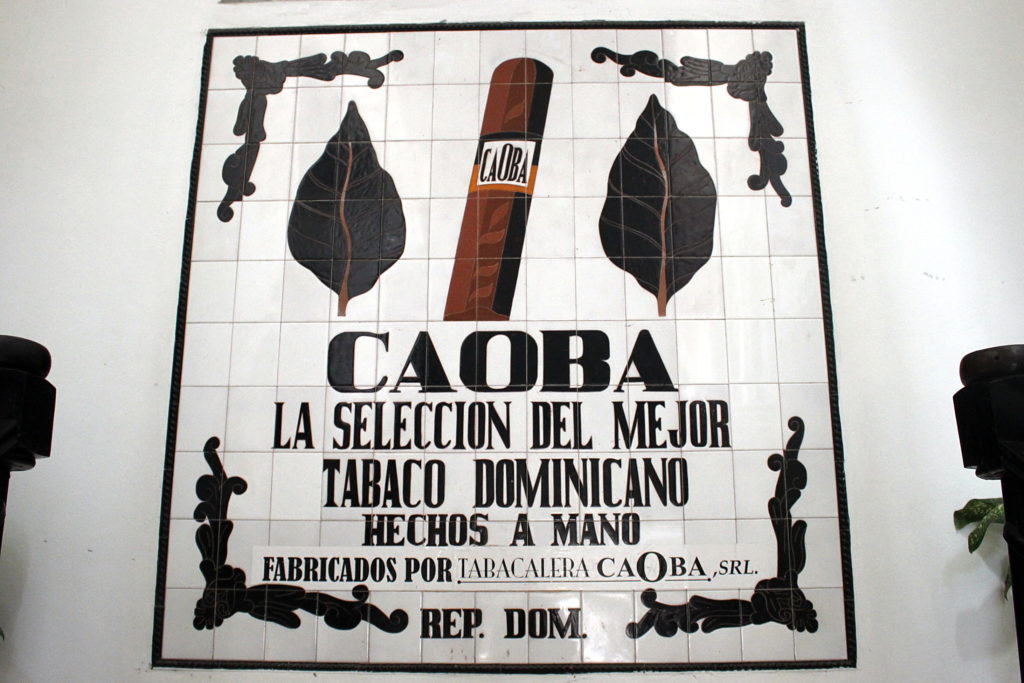 CAOBA
CAOBA
LA SELECCION DEL MEJOR
TABACO DOMINICANO
HECHOS A MANO
FABRICADOS POR TABACALERA CAOBA, SRL.
REP. DOM.